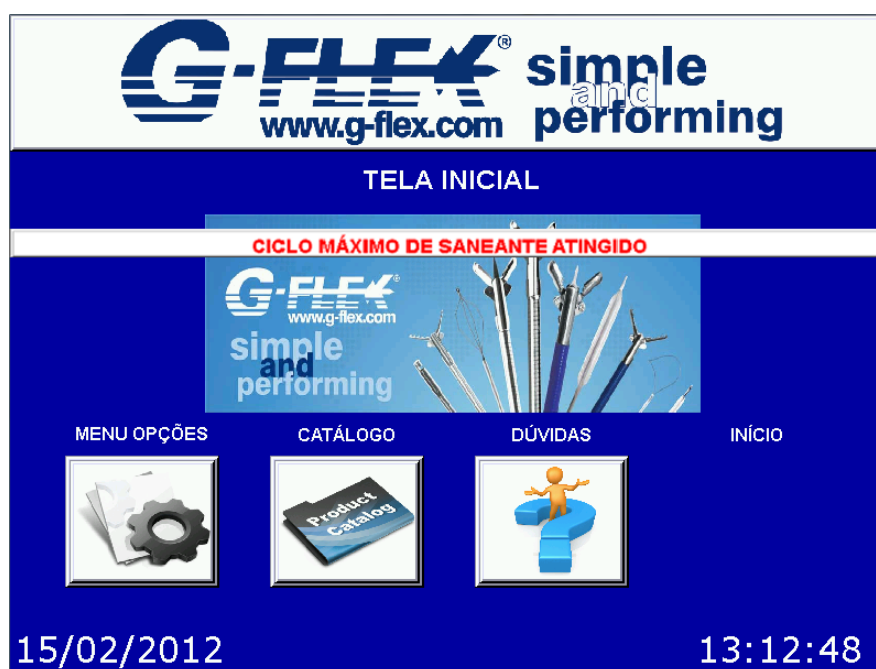 G-FLEX®
www.g-flex.com
simple
and
performing
TELA INICIAL
CICLO MÁXIMO DE SANEANTE ATINGIDO
G-FLEX®
www.g-flex.com
simple
and
performing
MENU OPÇÕES
CATÁLOGO
DÚVIDAS
INÍCIO
Product
Catalog
15/02/2012
13:12:48